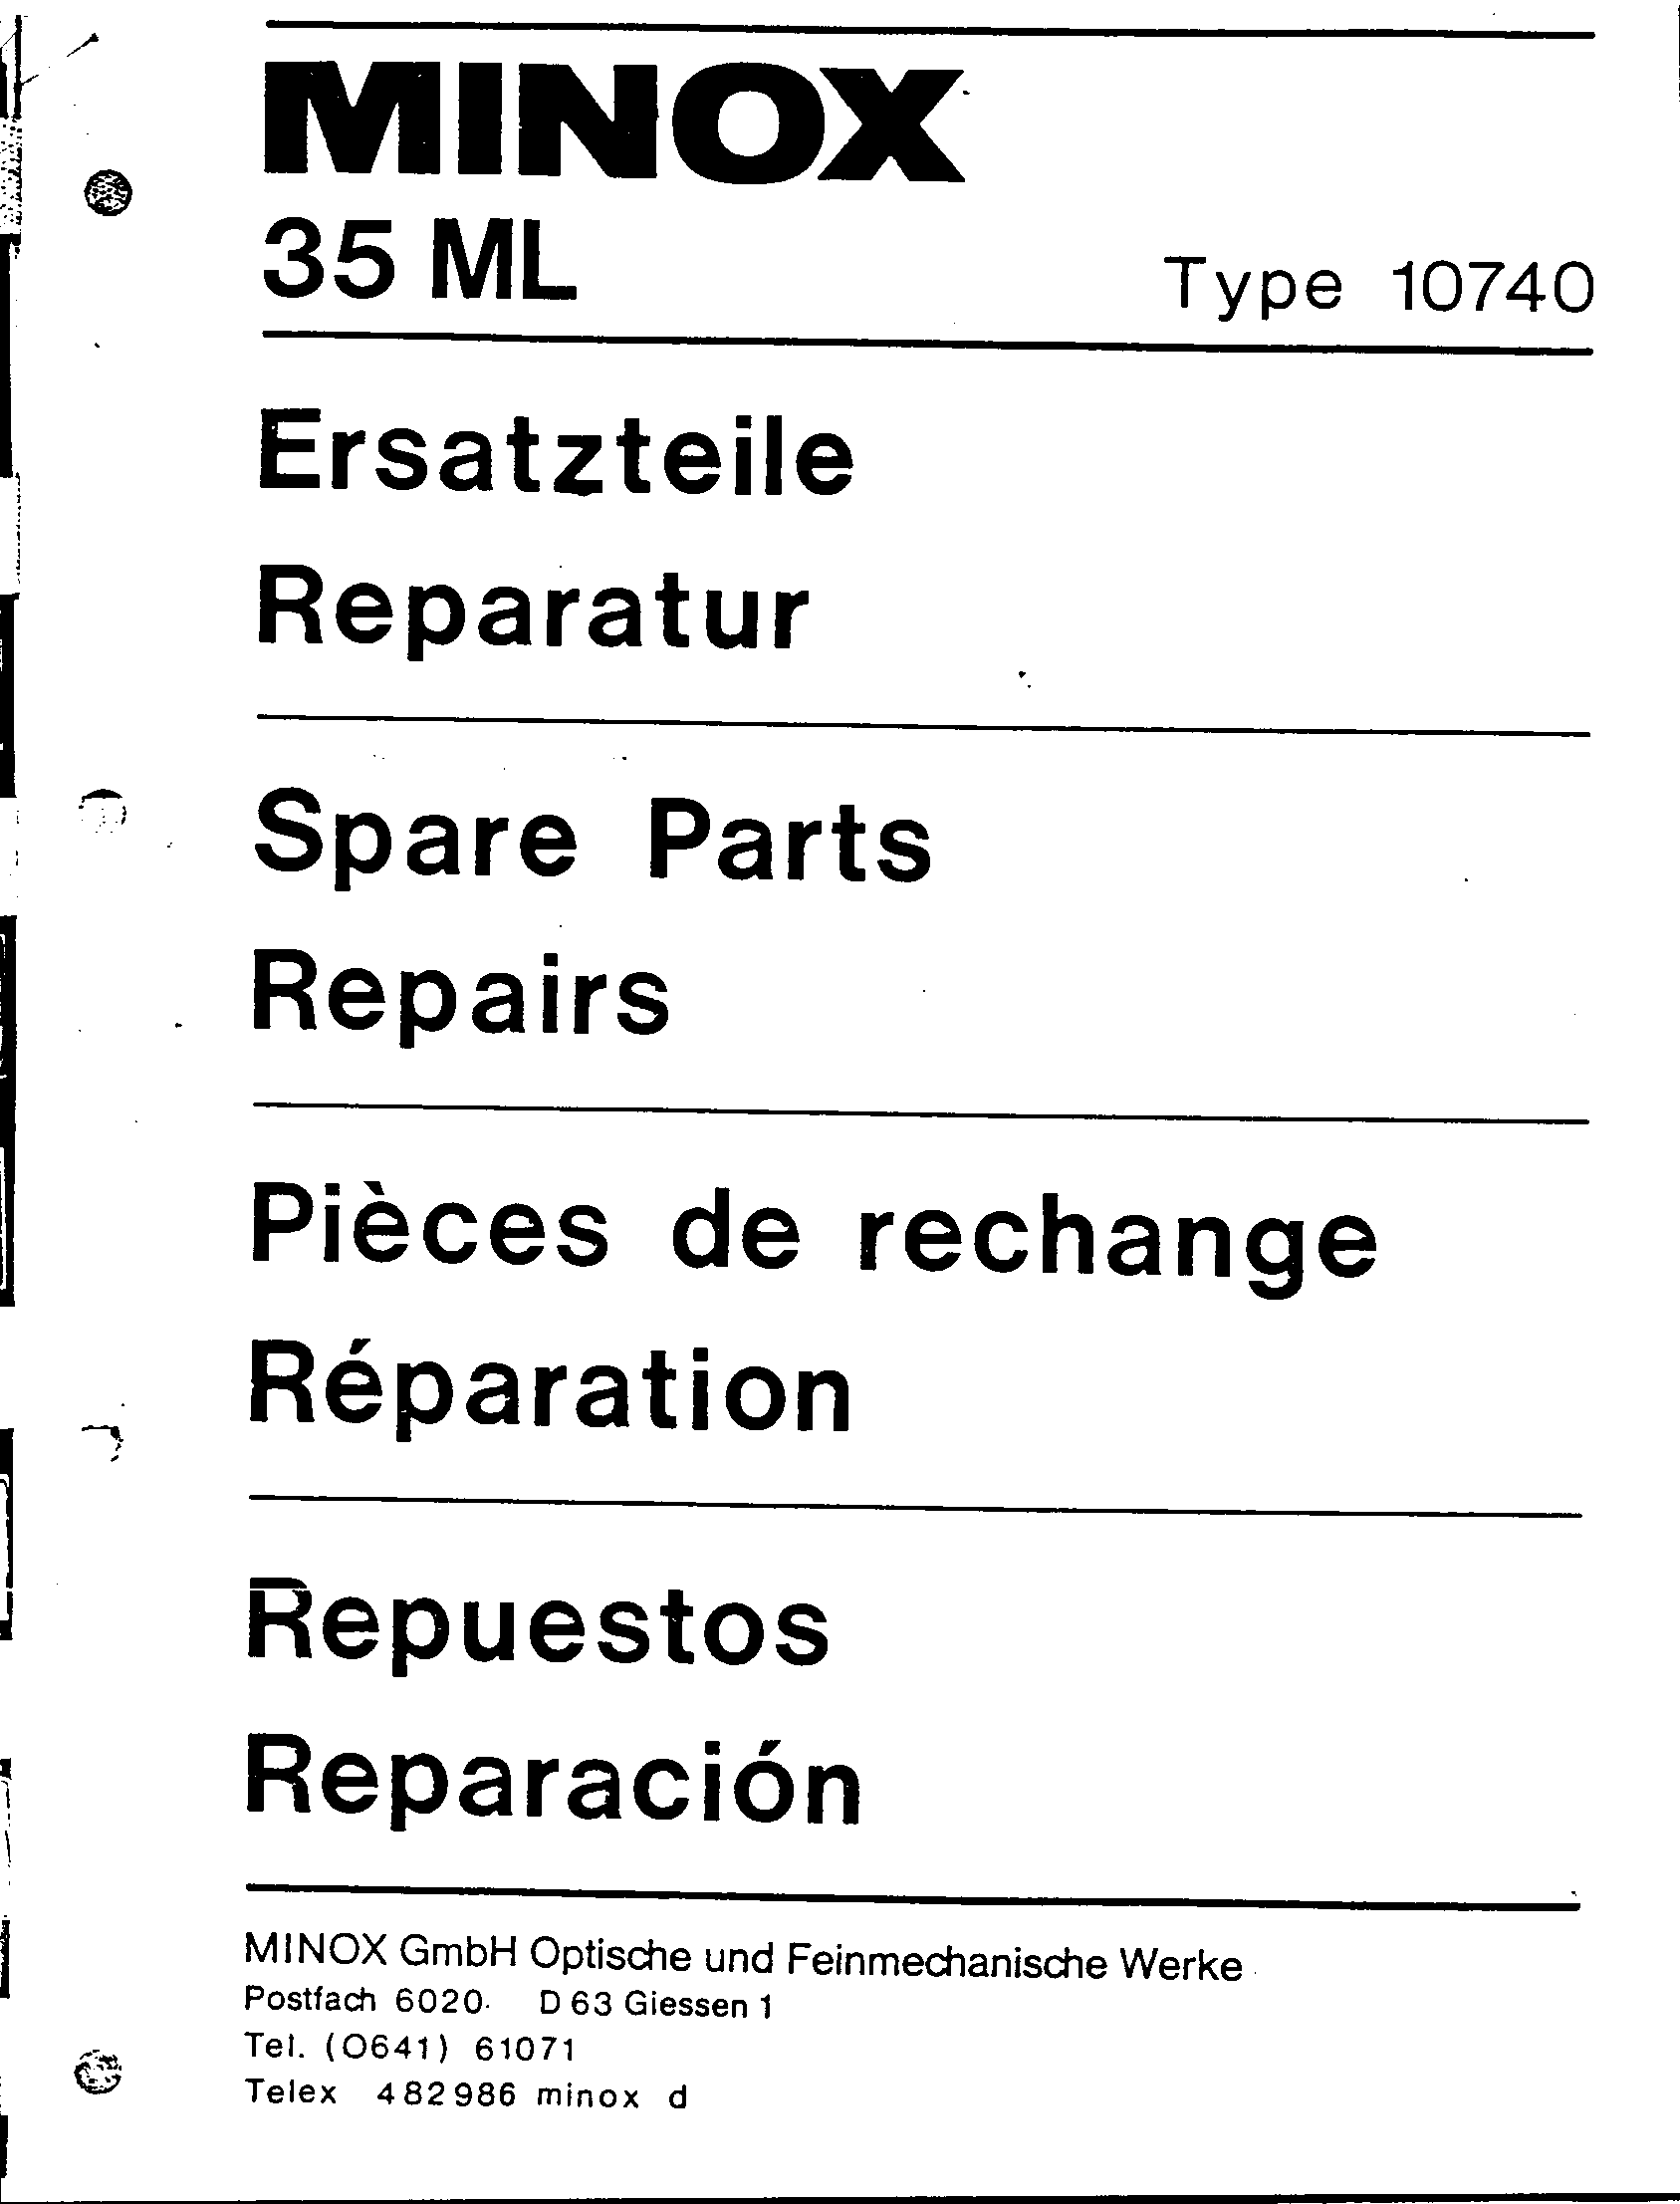 MINOX
35 ML Type 10740
Ersatzteile
Reparatur
Spare Parts
Repairs
Pièces de rechange
Réparation
Repuestos
Reparación
MINOX GmbH Optische und Feinmechanische Werke
Postfach 6020 D 63 Giessen 1
Tel. (0641) 61071
Telex 482986 minox d